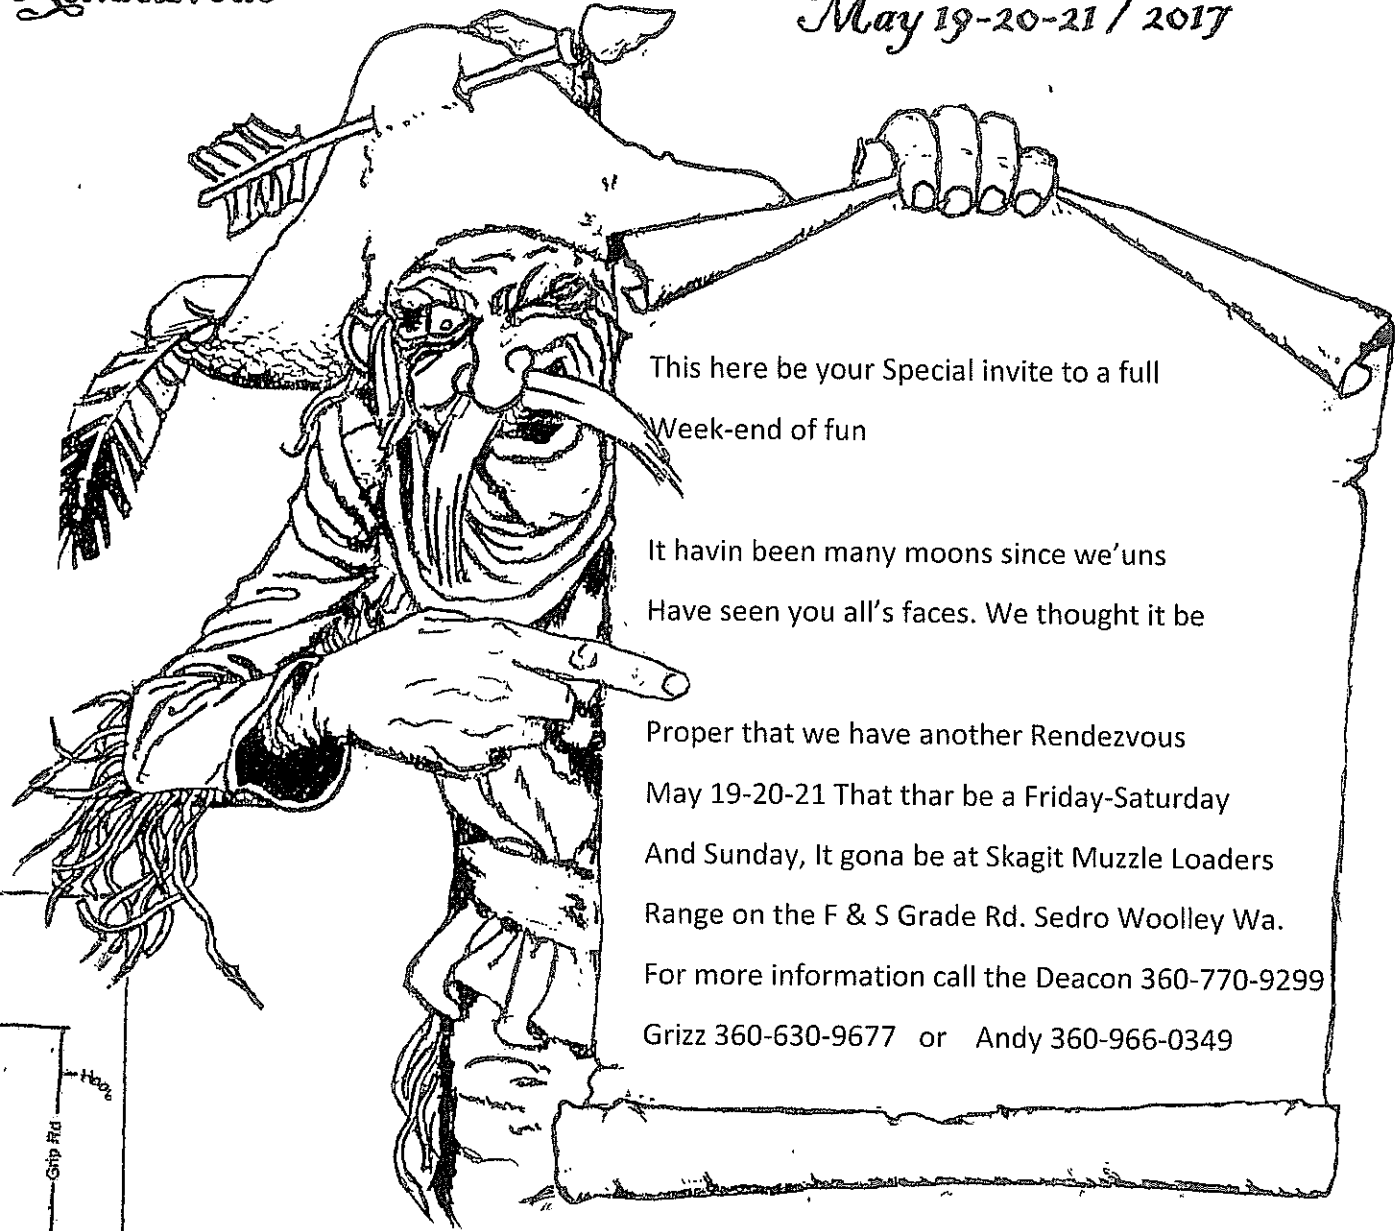 May 19-20-21 / 2017
This here be your Special invite to a full
Week-end of fun
It havin been many moons since we'uns
Have seen you all's faces. We thought it be
Proper that we have another Rendezvous
May 19-20-21 That thar be a Friday-Saturday
And Sunday, It gona be at Skagit Muzzle Loaders
Range on the F & S Grade Rd. Sedro Woolley Wa.
For more information call the Deacon 360-770-9299
Grizz 360-630-9677 or Andy 360-966-0349
Grip Rd